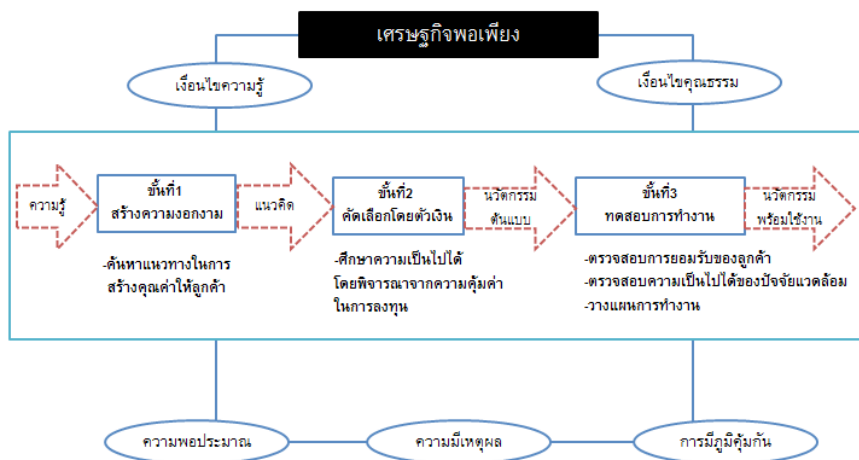 เศรษฐกิจพอเพียง
เงื่อนไขความรู้
เงื่อนไขคุณธรรม
ความรู้
ขั้นที่1
สร้างความงอกงาม
แนวคิด
ขั้นที่2
คัดเลือกโดยตัวเงิน
นวัตกรรม
ต้นแบบ
ขั้นที่3
ทดสอบการทำงาน
นวัตกรรม
พร้อมใช้งาน
-ค้นหาแนวทางในการ
สร้างคุณค่าให้ลูกค้า
-ศึกษาความเป็นไปได้
โดยพิจารณาจากความคุ้มค่า
ในการลงทุน
-ตรวจสอบการยอมรับของลูกค้า
-ตรวจสอบความเป็นไปได้ของปัจจัยแวดล้อม
-วางแผนการทำงาน
ความพอประมาณ
ความมีเหตุผล
การมีภูมิคุ้มกัน